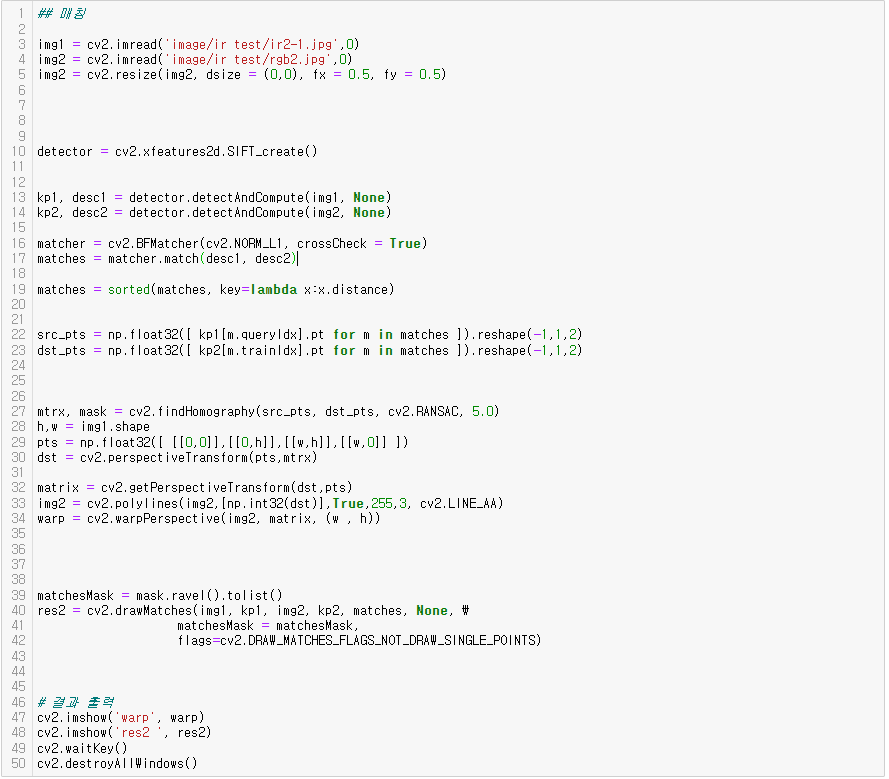 1 ## 매칭
2
3 img1 = cv2.imread('image/ir test/ir2-1.jpg',0)
4 img2 = cv2.imread('image/ir test/rgb2.jpg',0)
5 img2 = cv2.resize(img2, dsize = (0,0), fx = 0.5, fy = 0.5)
6
7
8
9
10 detector = cv2.xfeatures2d.SIFT_create()
11
12
13 kp1, desc1 = detector.detectAndCompute(img1, None)
14 kp2, desc2 = detector.detectAndCompute(img2, None)
15
16 matcher = cv2.BFMatcher(cv2.NORM_L1, crossCheck = True)
17 matches = matcher.match(desc1, desc2)
18
19 matches = sorted(matches, key=lambda x:x.distance)
20
21
22 src_pts = np.float32([ kp1[m.queryIdx].pt for m in matches ]).reshape(-1,1,2)
23 dst_pts = np.float32([ kp2[m.trainIdx].pt for m in matches ]).reshape(-1,1,2)
24
25
26
27 mtrx, mask = cv2.findHomography(src_pts, dst_pts, cv2.RANSAC, 5.0)
28 h,w = img1.shape
29 pts = np.float32([ [[0,0]],[[0,h]],[[w,h]],[[w,0]] ])
30 dst = cv2.perspectiveTransform(pts,mtrx)
31
32 matrix = cv2.getPerspectiveTransform(dst,pts)
33 img2 = cv2.polylines(img2,[np.int32(dst)],True,255,3, cv2.LINE_AA)
34 warp = cv2.warpPerspective(img2, matrix, (w , h))
35
36
37
38
39 matchesMask = mask.ravel().tolist()
40 res2 = cv2.drawMatches(img1, kp1, img2, kp2, matches, None, ₩
41 matchesMask = matchesMask,
42 flags=cv2.DRAW_MATCHES_FLAGS_NOT_DRAW_SINGLE_POINTS)
43
44
45
46 # 결과 출력
47 cv2.imshow('warp', warp)
48 cv2.imshow('res2 ', res2)
49 cv2.waitKey()
50 cv2.destroyAllWindows()